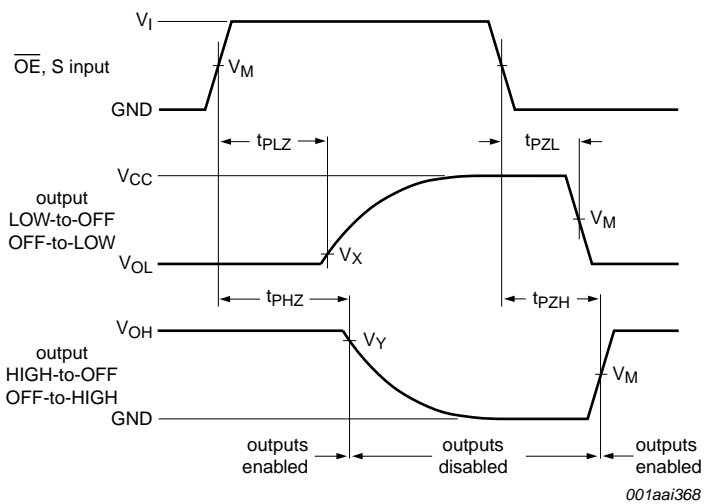 V_I
OE, S input
V_M
GND
t_PLZ
t_PZL
V_CC
output
LOW-to-OFF
OFF-to-LOW
V_M
V_X
V_OL
t_PHZ
t_PZH
V_OH
V_Y
output
HIGH-to-OFF
OFF-to-HIGH
V_M
GND
outputs
enabled
outputs
disabled
outputs
enabled
001aai368